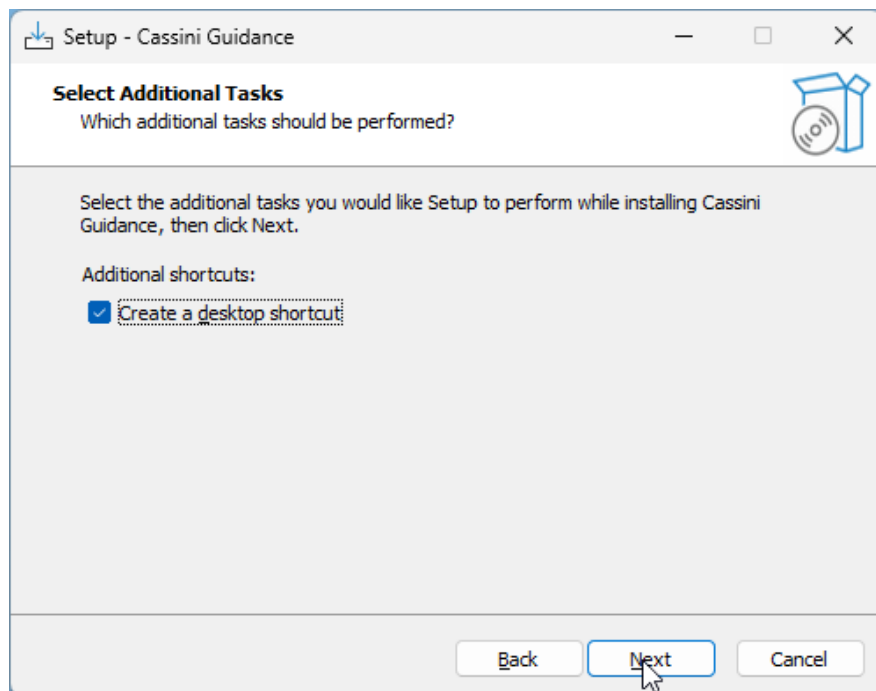 Setup - Cassini Guidance
Select Additional Tasks
Which additional tasks should be performed?
Select the additional tasks you would like Setup to perform while installing Cassini
Guidance, then click Next.
Additional shortcuts:
Create a desktop shortcut
Back
Next
Cancel